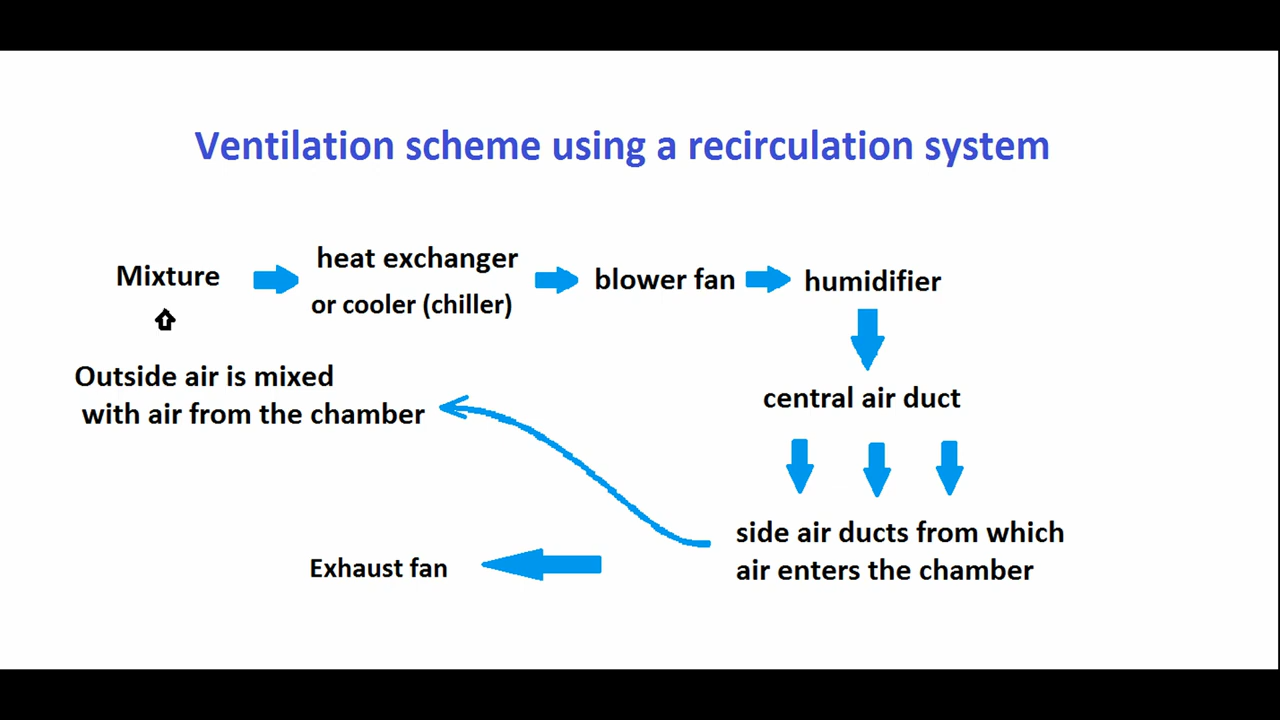 Ventilation scheme using a recirculation system
Mixture
heat exchanger
or cooler (chiller)
blower fan
humidifier
Outside air is mixed
with air from the chamber
central air duct
side air ducts from which
air enters the chamber
Exhaust fan